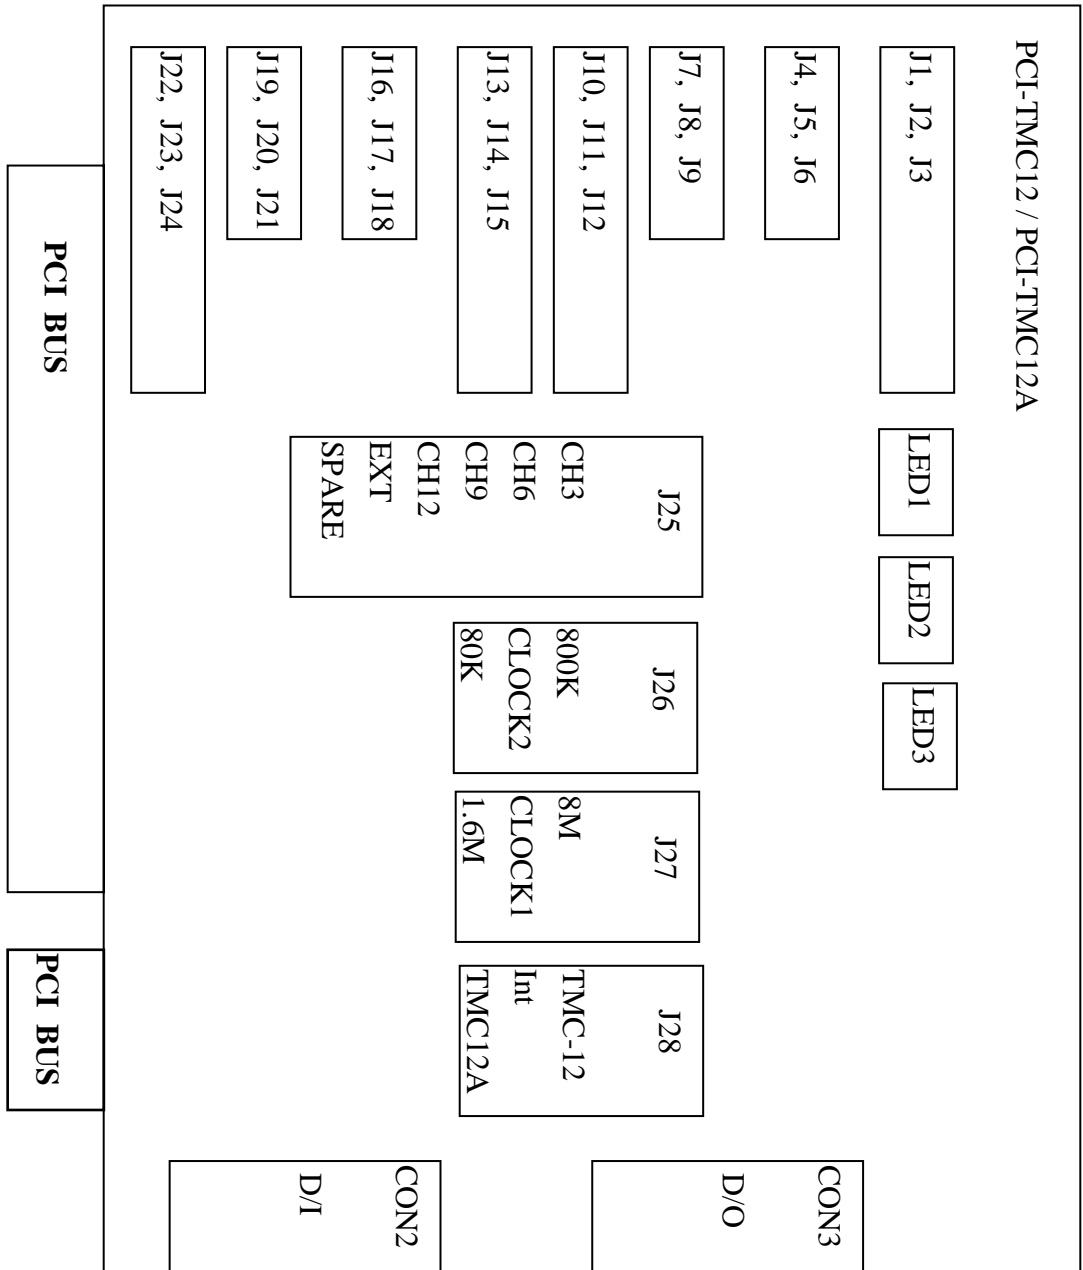 PCI-TMC12 / PCI-TMC12A
J1, J2, J3
LED1
LED2
LED3
J4, J5, J6
J7, J8, J9
J10, J11, J12
J13, J14, J15
J16, J17, J18
J19, J20, J21
J22, J23, J24
J25
CH3
CH6
CH9
CH12
EXT
SPARE
J26
800K
CLOCK2
80K
J27
8M
CLOCK1
1.6M
J28
TMC-12
Int
TMC12A
CON3
D/O
CON2
D/I
PCI BUS
PCI BUS